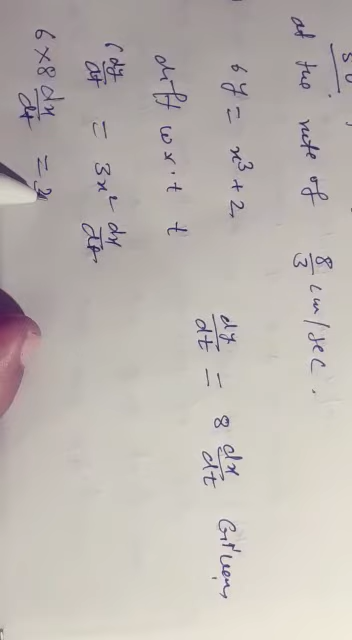 at the rate of 8/3 cm/sec.
6y = x³ + 2, dy/dt = 8 dx/dt Given,
diff w.r.t t
6 dy/dt = 3x² dx/dt
6 × 8 dx/dt =